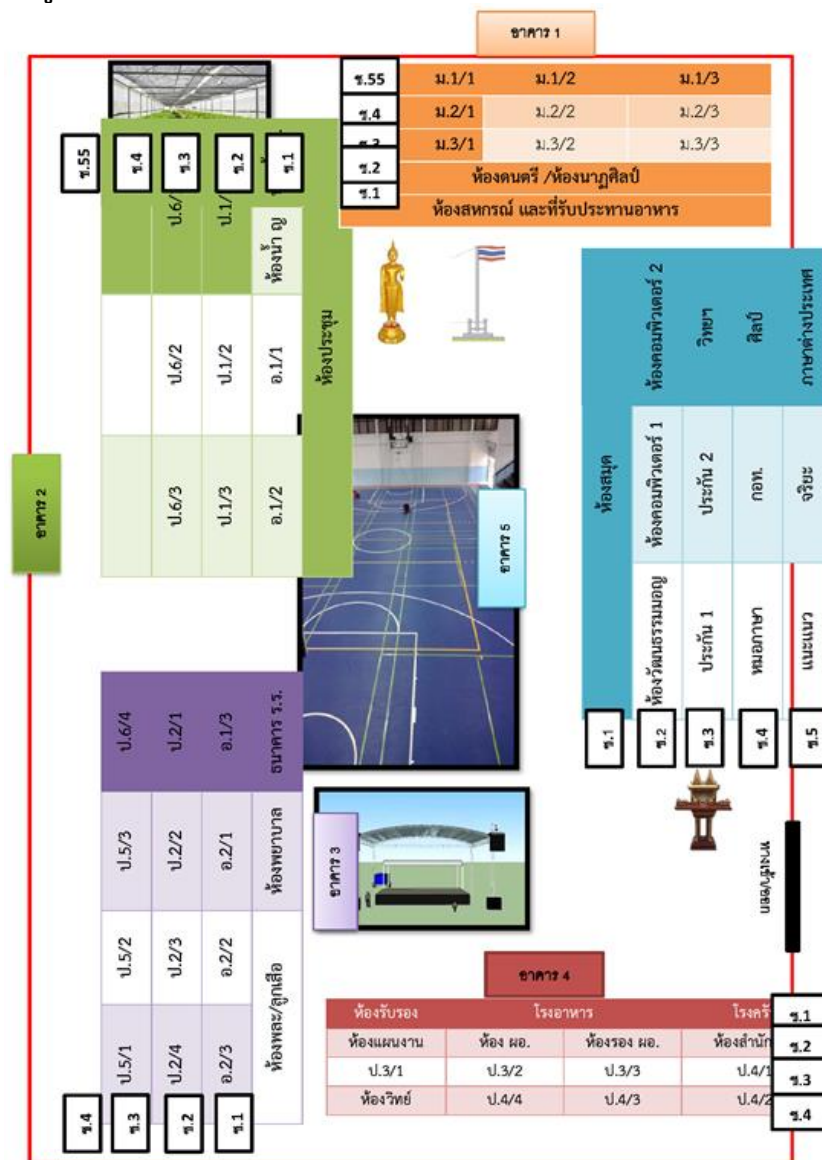 อาคาร 1
ช.55 ม.1/1 ม.1/2 ม.1/3
ช.4 ม.2/1 ม.2/2 ม.2/3
ม.3/1 ม.3/2 ม.3/3
ช.2 ห้องดนตรี /ห้องนาฏศิลป์
ช.1 ห้องสหกรณ์ และที่รับประทานอาหาร
อาคาร 2
ช.55 ช.4 ช.3 ช.2 ช.1
ป.6/ ป.1/ ห้องน้ำ ญ
ป.6/2 ป.1/2 อ.1/1
ป.6/3 ป.1/3 อ.1/2
ห้องประชุม
อาคาร 5
ห้องสมุด
ห้องคอมพิวเตอร์ 2 วิทยฯ ศิลป์ ภาษาต่างประเทศ
ห้องคอมพิวเตอร์ 1 ประกัน 2 กอท. จริยะ
ห้องวัฒนธรรมมอญ ประกัน 1 หมอภาษา แนะแนว
ช.1 ช.2 ช.3 ช.4 ช.5
ทางเข้า/ออก
อาคาร 3
ป.6/4 ป.2/1 อ.1/3 ธนาคาร ร.ร.
ป.5/3 ป.2/2 อ.2/1 ห้องพยาบาล
ป.5/2 ป.2/3 อ.2/2 ห้องพละ/ลูกเสือ
ป.5/1 ป.2/4 อ.2/3
ช.4 ช.3 ช.2 ช.1
อาคาร 4
ห้องรับรอง โรงอาหาร โรงครัว ช.1
ห้องแผนงาน ห้อง ผอ. ห้องรอง ผอ. ห้องสำนัก ช.2
ป.3/1 ป.3/2 ป.3/3 ป.4/1 ช.3
ห้องวิทย์ ป.4/4 ป.4/3 ป.4/2 ช.4